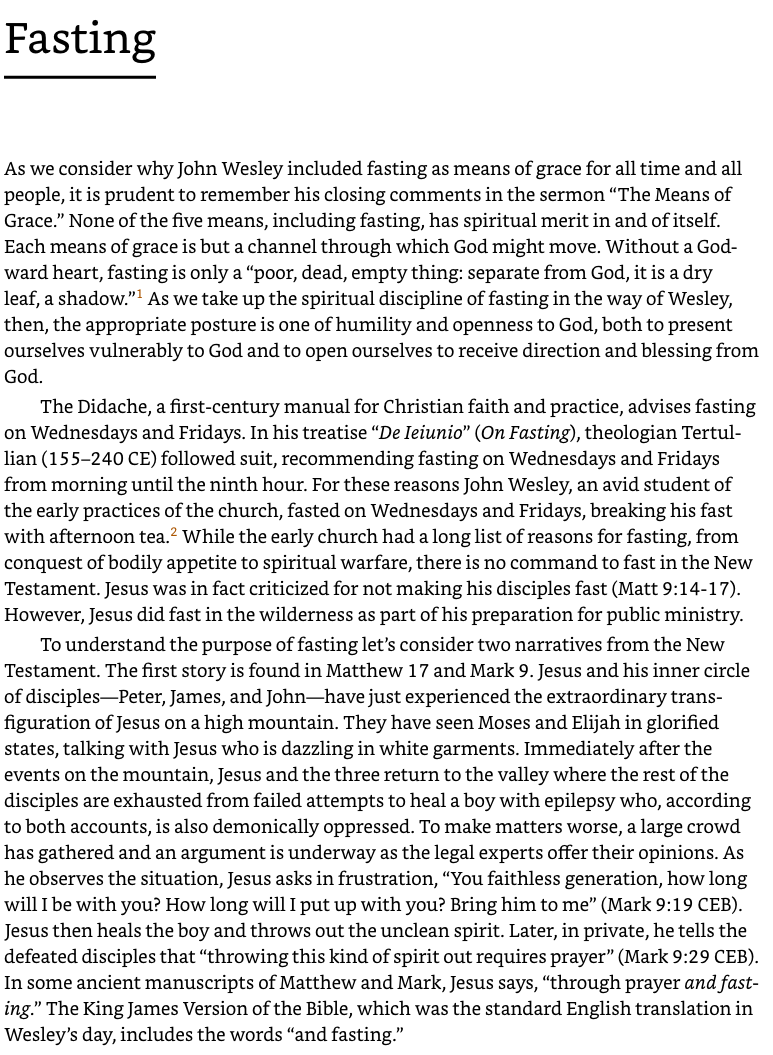 Fasting
As we consider why John Wesley included fasting as means of grace for all time and all
people, it is prudent to remember his closing comments in the sermon “The Means of
Grace.” None of the five means, including fasting, has spiritual merit in and of itself.
Each means of grace is but a channel through which God might move. Without a God-
ward heart, fasting is only a “poor, dead, empty thing: separate from God, it is a dry
leaf, a shadow.”1 As we take up the spiritual discipline of fasting in the way of Wesley,
then, the appropriate posture is one of humility and openness to God, both to present
ourselves vulnerably to God and to open ourselves to receive direction and blessing from
God.
The Didache, a first-century manual for Christian faith and practice, advises fasting
on Wednesdays and Fridays. In his treatise “De Ieiunio” (On Fasting), theologian Tertul-
lian (155–240 CE) followed suit, recommending fasting on Wednesdays and Fridays
from morning until the ninth hour. For these reasons John Wesley, an avid student of
the early practices of the church, fasted on Wednesdays and Fridays, breaking his fast
with afternoon tea.2 While the early church had a long list of reasons for fasting, from
conquest of bodily appetite to spiritual warfare, there is no command to fast in the New
Testament. Jesus was in fact criticized for not making his disciples fast (Matt 9:14-17).
However, Jesus did fast in the wilderness as part of his preparation for public ministry.
To understand the purpose of fasting let’s consider two narratives from the New
Testament. The first story is found in Matthew 17 and Mark 9. Jesus and his inner circle
of disciples—Peter, James, and John—have just experienced the extraordinary trans-
figuration of Jesus on a high mountain. They have seen Moses and Elijah in glorified
states, talking with Jesus who is dazzling in white garments. Immediately after the
events on the mountain, Jesus and the three return to the valley where the rest of the
disciples are exhausted from failed attempts to heal a boy with epilepsy who, according
to both accounts, is also demonically oppressed. To make matters worse, a large crowd
has gathered and an argument is underway as the legal experts offer their opinions. As
he observes the situation, Jesus asks in frustration, “You faithless generation, how long
will I be with you? How long will I put up with you? Bring him to me” (Mark 9:19 CEB).
Jesus then heals the boy and throws out the unclean spirit. Later, in private, he tells the
defeated disciples that “throwing this kind of spirit out requires prayer” (Mark 9:29 CEB).
In some ancient manuscripts of Matthew and Mark, Jesus says, “through prayer and fast-
ing.” The King James Version of the Bible, which was the standard English translation in
Wesley’s day, includes the words “and fasting.”